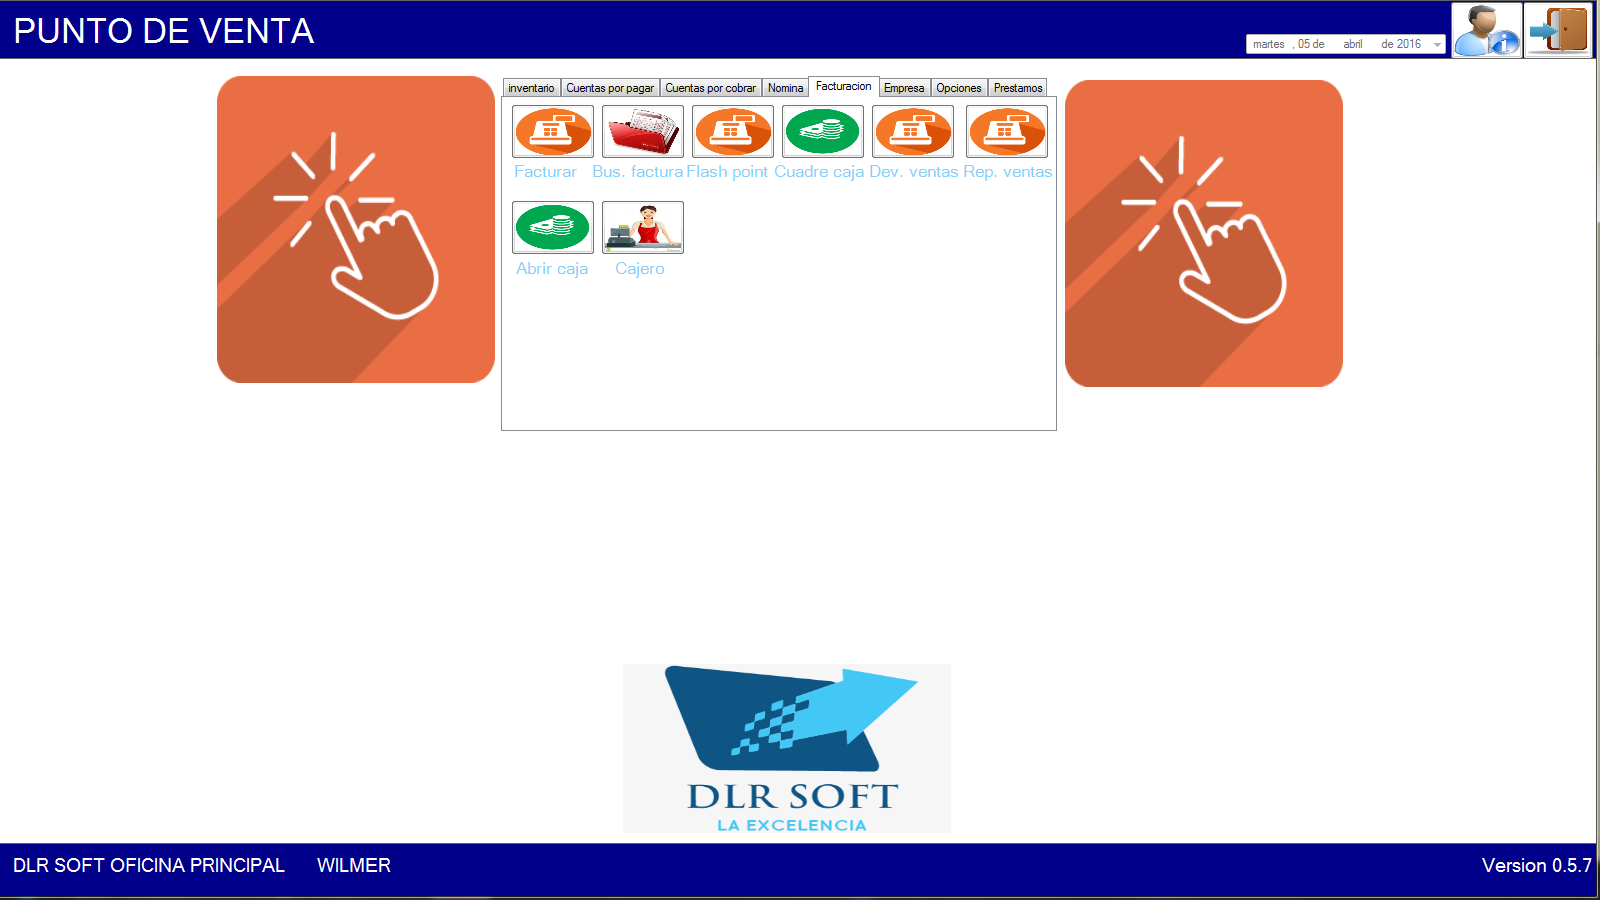 PUNTO DE VENTA
martes , 05 de abril de 2016
inventario Cuentas por pagar Cuentas por cobrar Nomina Facturacion Empresa Opciones Prestamos
Facturar Bus. factura Flash point Cuadre caja Dev. ventas Rep. ventas
Abrir caja Cajero
DLR SOFT
LA EXCELENCIA
DLR SOFT OFICINA PRINCIPAL WILMER Version 0.5.7